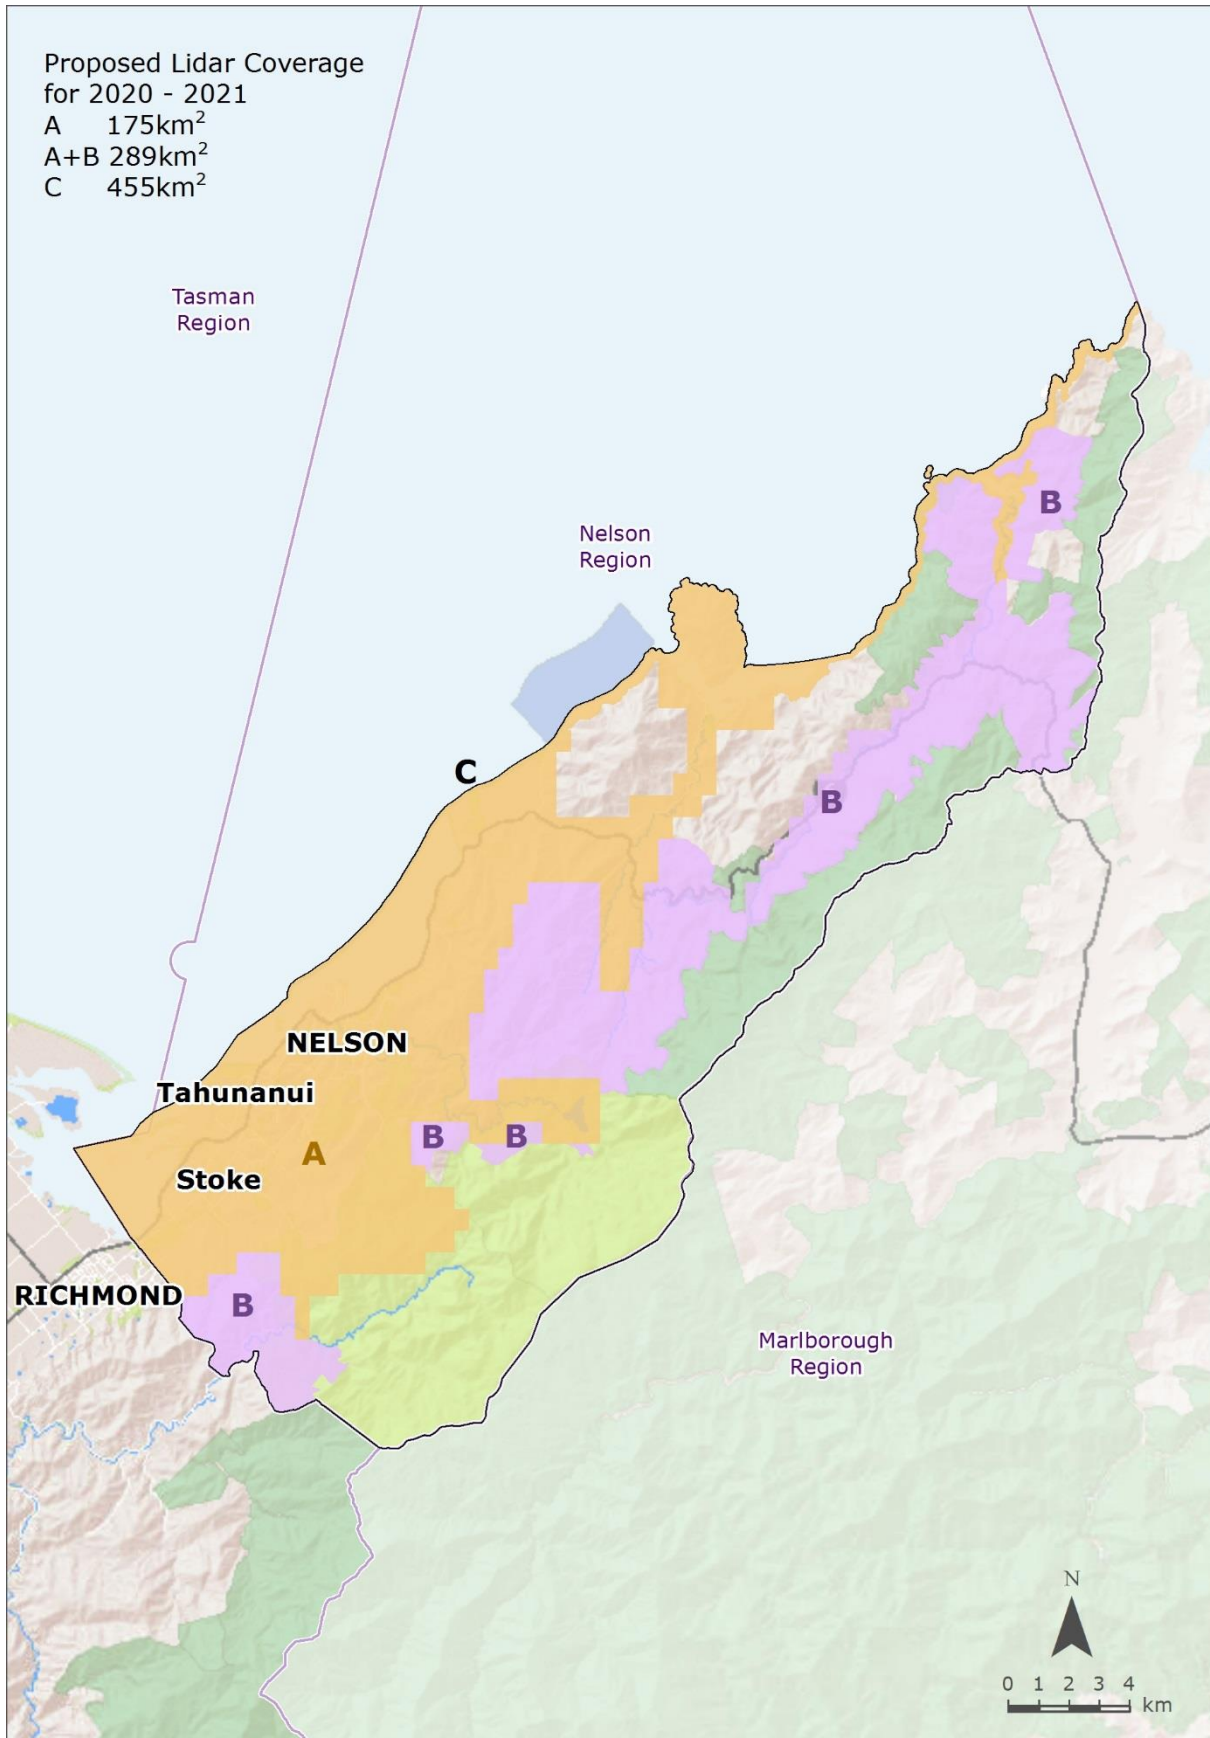 Proposed Lidar Coverage
for 2020 - 2021
A 175km²
A+B 289km²
C 455km²
Tasman
Region
B
Nelson
Region
C
B
NELSON
Tahunanui
B
B
A
Stoke
RICHMOND
B
Marlborough
Region
N
0 1 2 3 4
km